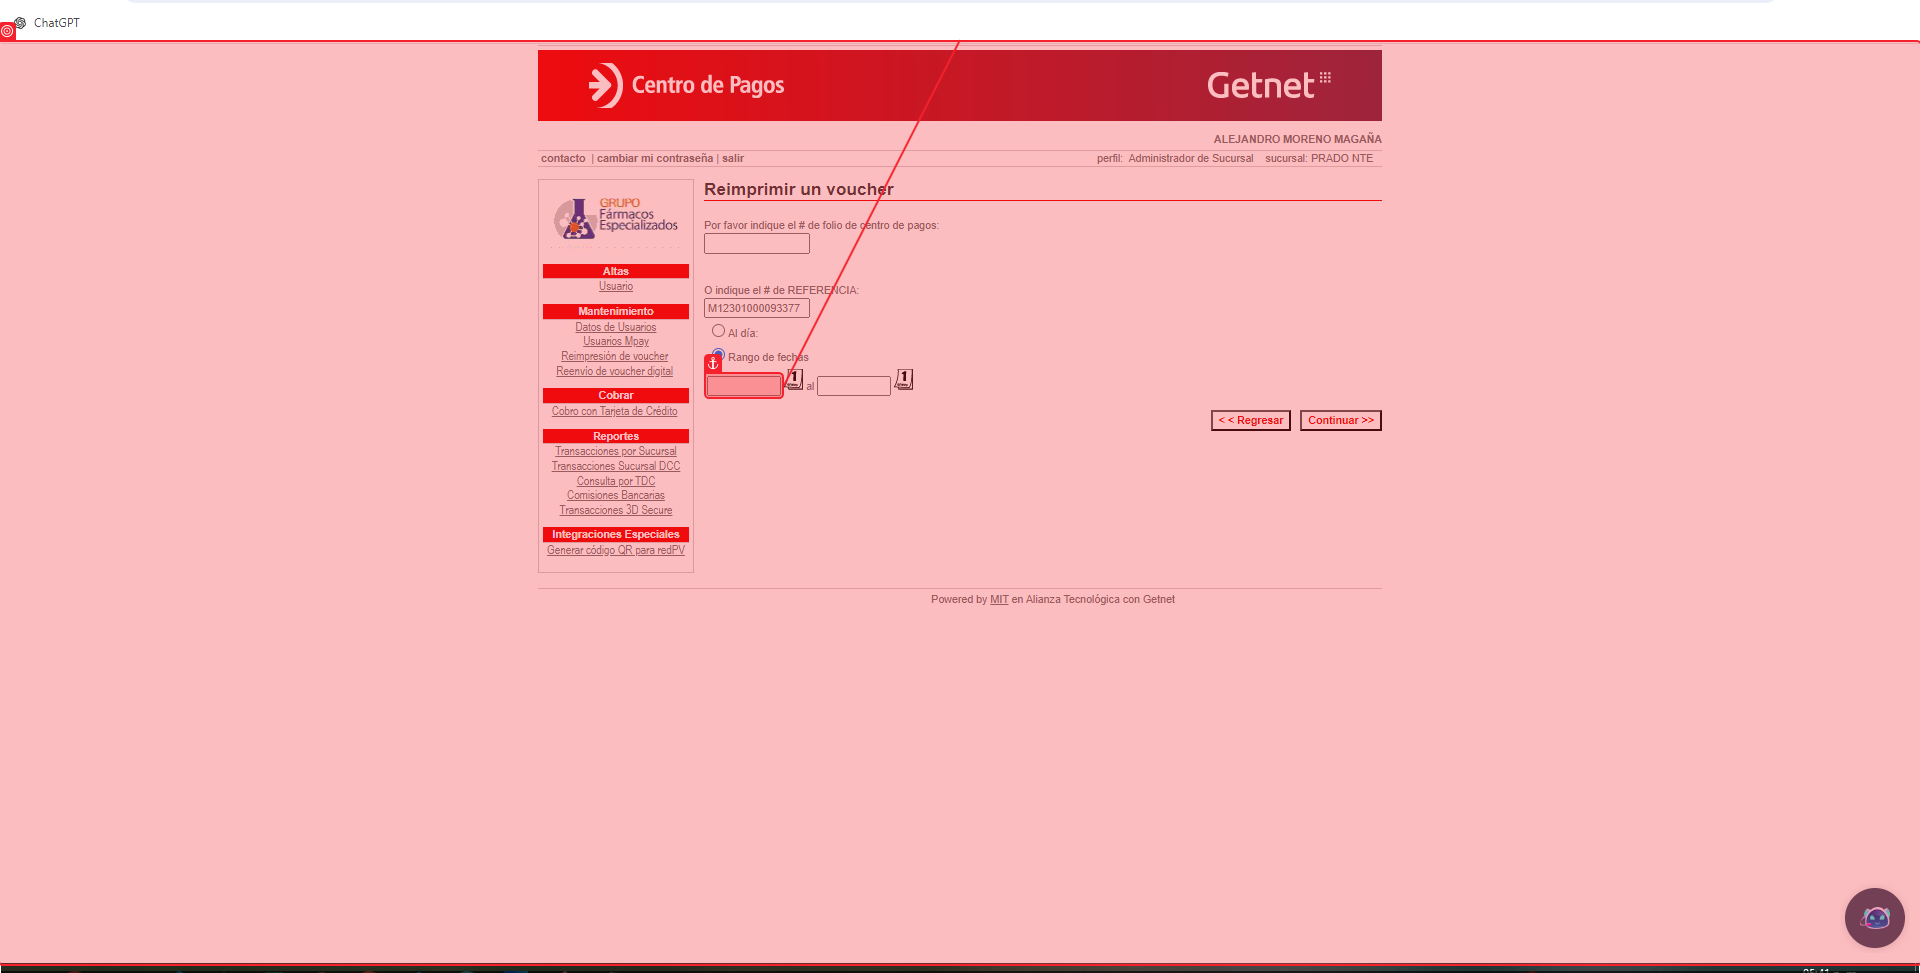 ChatGPT
Centro de Pagos
Getnet
ALEJANDRO MORENO MAGAÑA
contacto | cambiar mi contraseña | salir
perfil: Administrador de Sucursal sucursal: PRADO NTE
GRUPO
Fármacos
Especializados
Altas
Usuario
Mantenimiento
Datos de Usuarios
Usuarios Mpay
Reimpresión de voucher
Reenvío de voucher digital
Cobrar
Cobro con Tarjeta de Crédito
Reportes
Transacciones por Sucursal
Transacciones Sucursal DCC
Consulta por TDC
Comisiones Bancarias
Transacciones 3D Secure
Integraciones Especiales
Generar código QR para redPV
Reimprimir un voucher
Por favor indique el # de folio de centro de pagos:
O indique el # de REFERENCIA:
M12301000093377
Al día:
Rango de fechas
1 al 1
< < Regresar Continuar >>
Powered by MIT en Alianza Tecnológica con Getnet